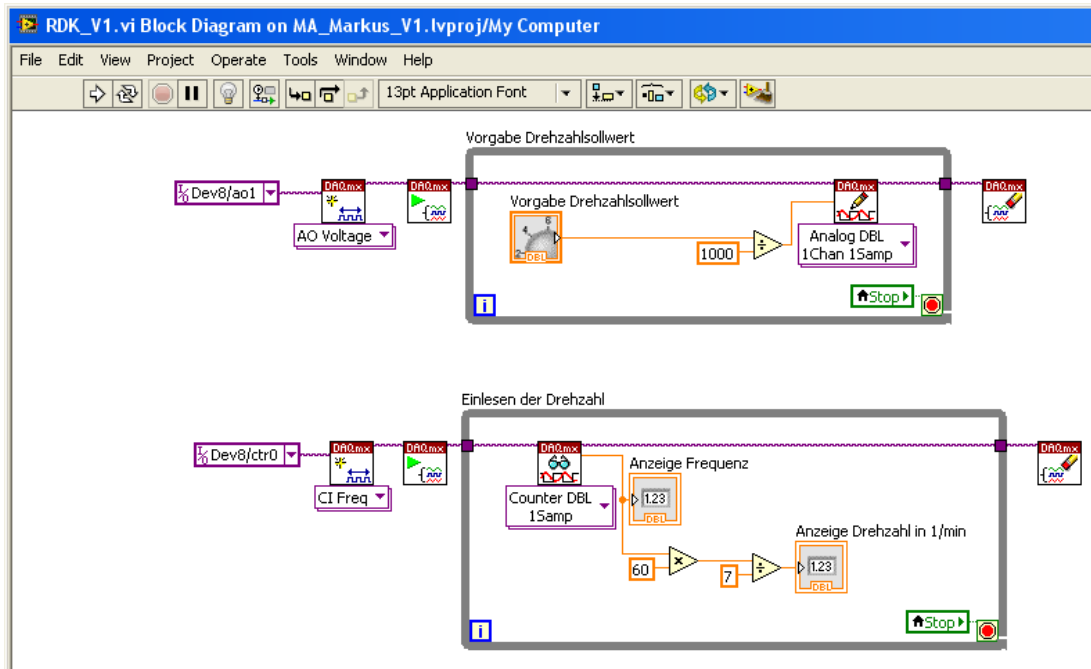 RDK_V1.vi Block Diagram on MA_Markus_V1.lvproj/My Computer
File Edit View Project Operate Tools Window Help
13pt Application Font
Vorgabe Drehzahlsollwert
Dev8/ao1
DAQmx
AO Voltage
DAQmx
Vorgabe Drehzahlsollwert
2 4 6
DBL
1000
÷
DAQmx
Analog DBL
1Chan 1Samp
DAQmx
Stop
i
Einlesen der Drehzahl
Dev8/ctr0
DAQmx
CI Freq
DAQmx
DAQmx
Counter DBL
1Samp
Anzeige Frequenz
1.23
DBL
60
×
7
÷
Anzeige Drehzahl in 1/min
1.23
DBL
DAQmx
Stop
i